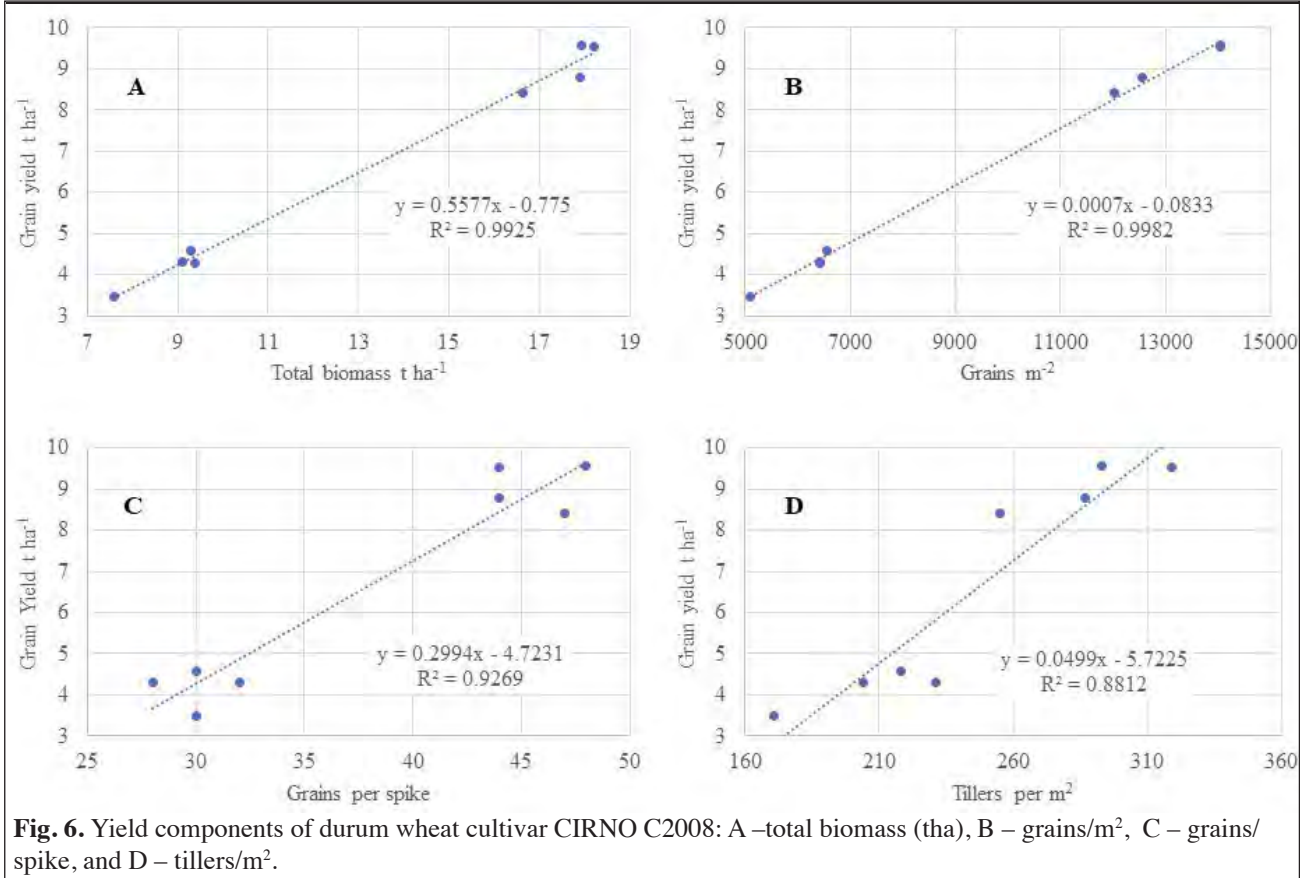 10
9
8
7
6
5
4
3
Grain yield t ha⁻¹
A
y = 0.5577x - 0.775
R² = 0.9925
7 9 11 13 15 17 19
Total biomass t ha⁻¹
10
9
8
7
6
5
4
3
Grain yield t ha⁻¹
B
y = 0.0007x - 0.0833
R² = 0.9982
5000 7000 9000 11000 13000 15000
Grains m⁻²
10
9
8
7
6
5
4
3
Grain Yield t ha⁻¹
C
y = 0.2994x - 4.7231
R² = 0.9269
25 30 35 40 45 50
Grains per spike
10
9
8
7
6
5
4
3
Grain yield t ha⁻¹
D
y = 0.0499x - 5.7225
R² = 0.8812
160 210 260 310 360
Tillers per m²
Fig. 6. Yield components of durum wheat cultivar CIRNO C2008: A –total biomass (tha), B – grains/m², C – grains/
spike, and D – tillers/m².